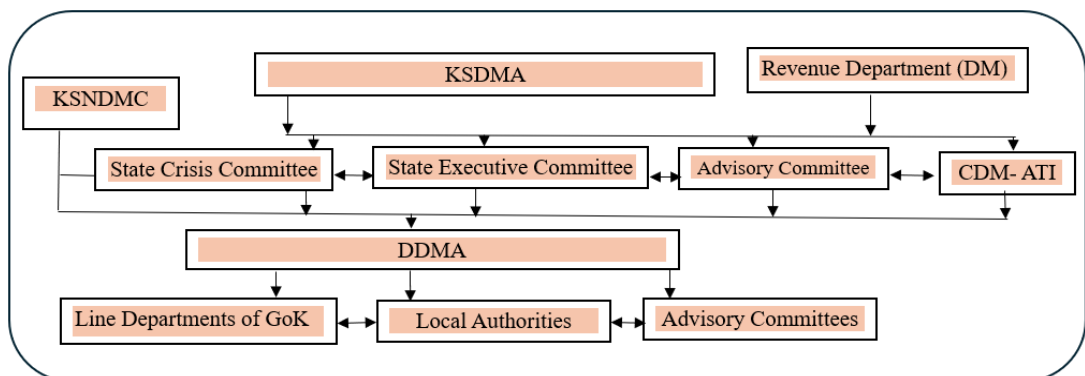 KSDMA
Revenue Department (DM)
KSNDMC
State Crisis Committee
State Executive Committee
Advisory Committee
CDM- ATI
DDMA
Line Departments of GoK
Local Authorities
Advisory Committees